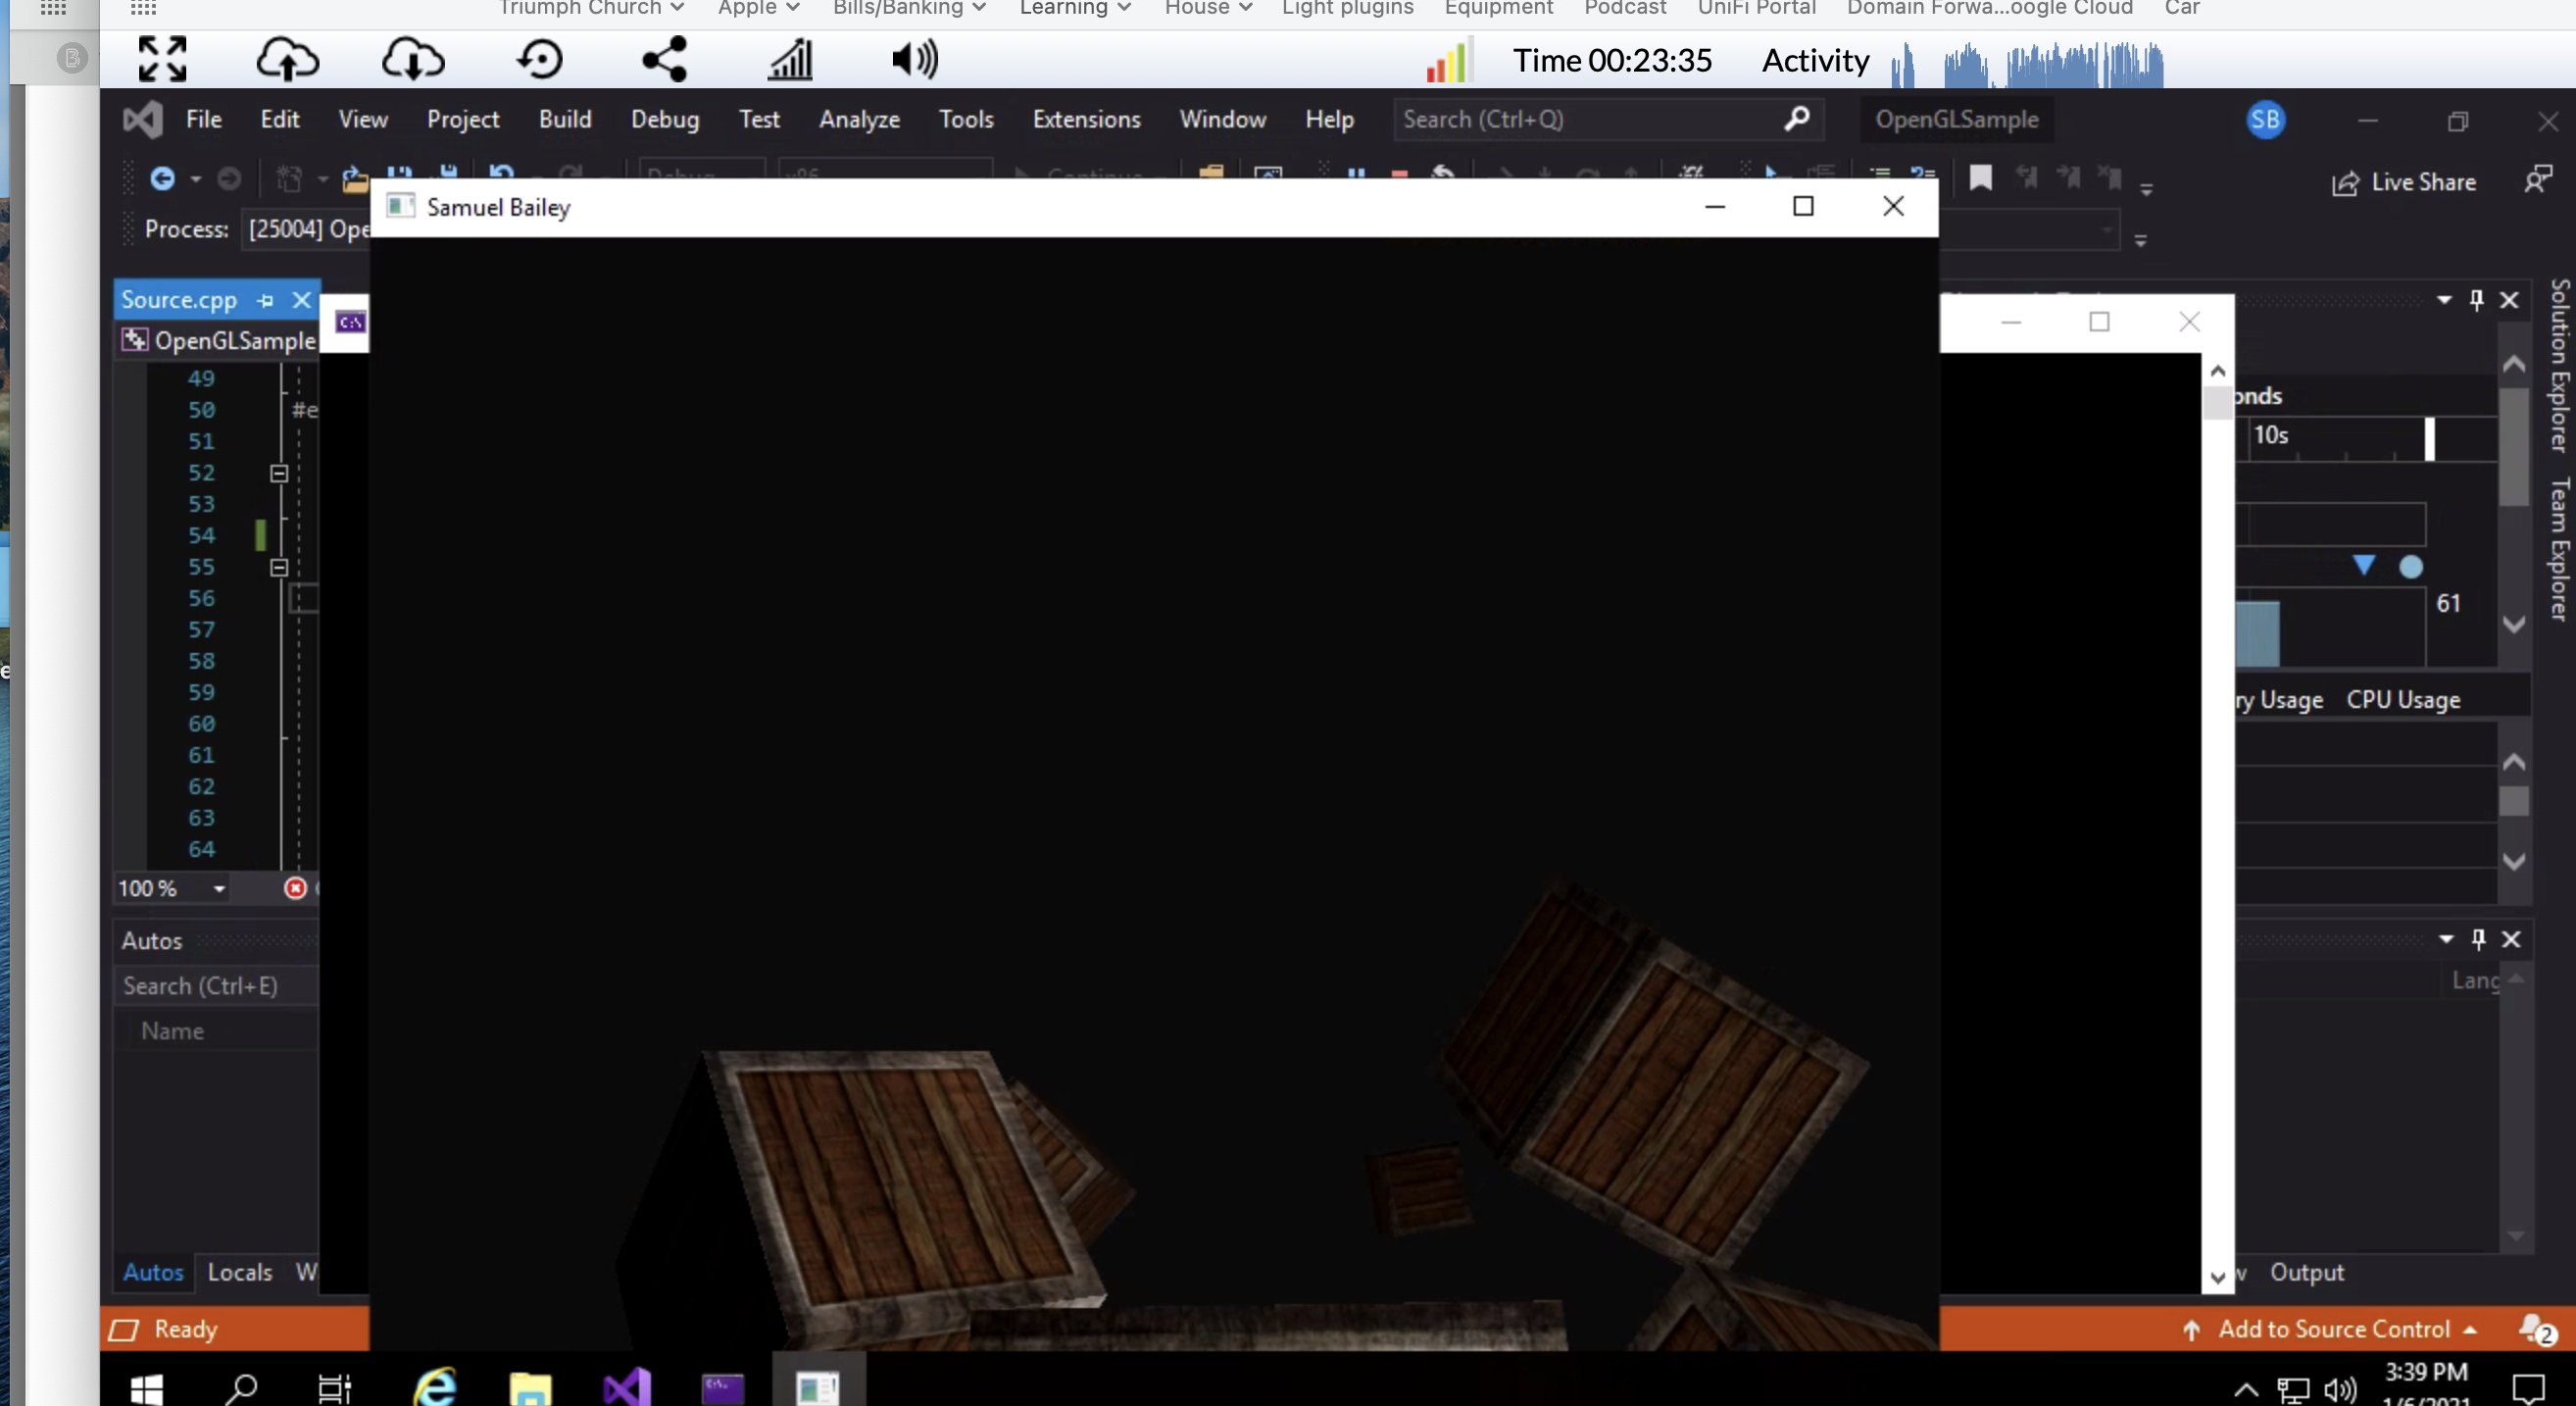 Triumph Church Apple Bills/Banking Learning House Light plugins Equipment Podcast UniFi Portal Domain Forwa...oogle Cloud Car
Time 00:23:35 Activity
File Edit View Project Build Debug Test Analyze Tools Extensions Window Help Search (Ctrl+Q) OpenGLSample SB
Debug x86 Continue Live Share
Process: [25004] Ope
Samuel Bailey
Source.cpp
OpenGLSample
49
50 #e
51
52
53
54
55
56
57
58
59
60
61
62
63
64
100 %
Autos
Search (Ctrl+E)
Name
Autos Locals W
Ready
onds
10s
61
ry Usage CPU Usage
Lang
w Output
Solution Explorer
Team Explorer
Add to Source Control 2
3:39 PM
1/6/2021